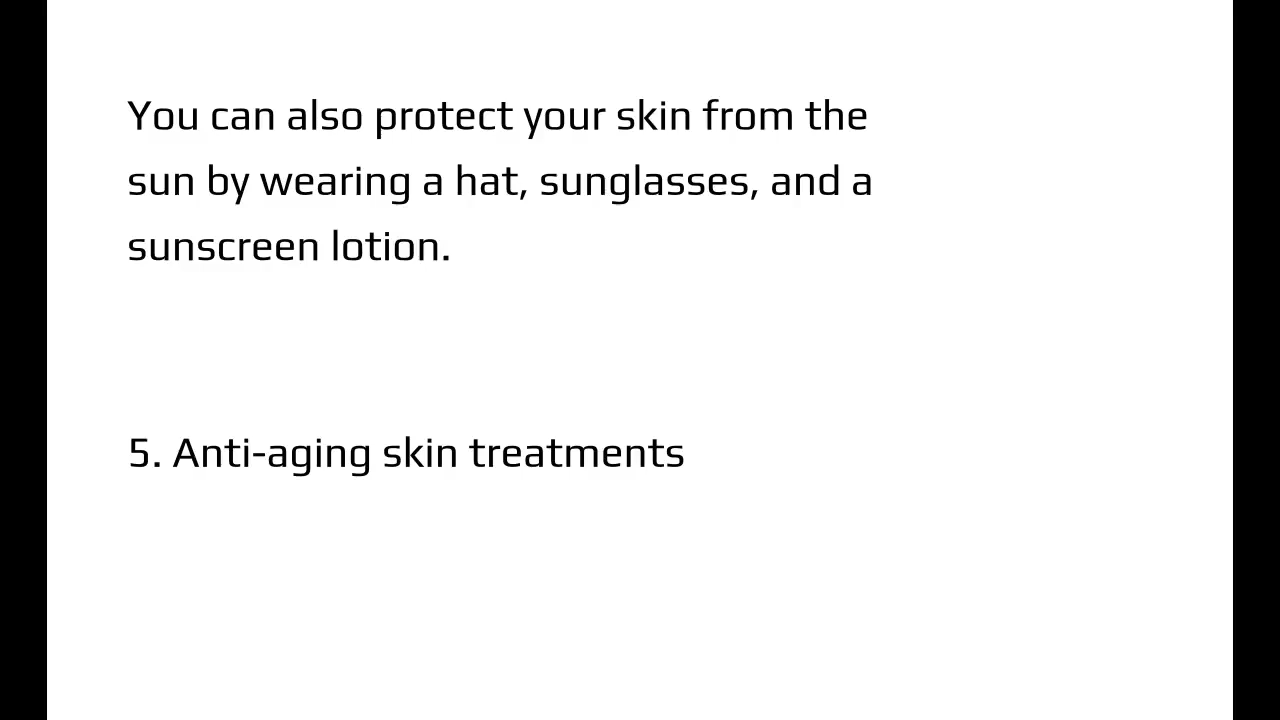 You can also protect your skin from the
sun by wearing a hat, sunglasses, and a
sunscreen lotion.
5. Anti-aging skin treatments